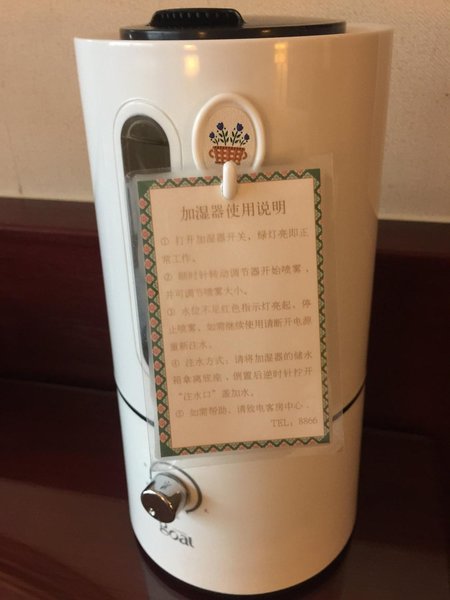 加湿器使用说明
① 打开加湿器开关，绿灯亮即正
常工作。
② 顺时针转动调节器开始喷雾，
并可调节喷雾大小。
③ 水位不足红色指示灯亮起、停
止喷雾、如需继续使用请断开电源
重新注水。
④ 注水方式：请将加湿器的储水
箱拿离底座、倒置后逆时针拧开
“注水口”盖加水。
⑤ 如需帮助、请致电客房中心.
TEL: 8866
Boat